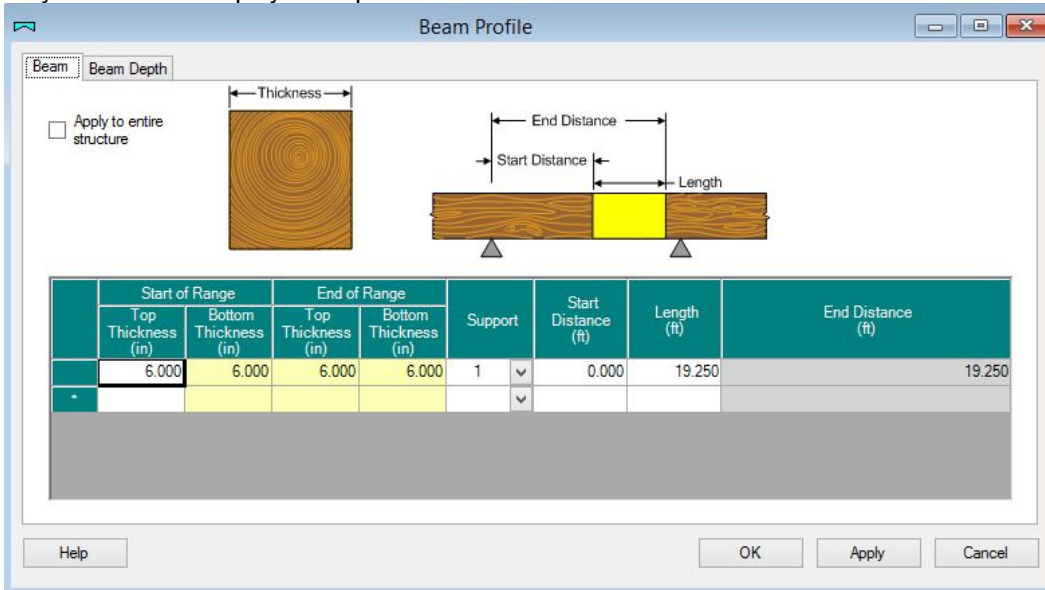 Beam Profile
Beam Beam Depth
Apply to entire
structure
Thickness
End Distance
Start Distance
Length
Start of Range End of Range Support Start Distance (ft) Length (ft) End Distance (ft)
Top Thickness (in) Bottom Thickness (in) Top Thickness (in) Bottom Thickness (in)
6.000 6.000 6.000 6.000 1 0.000 19.250 19.250
*
Help OK Apply Cancel